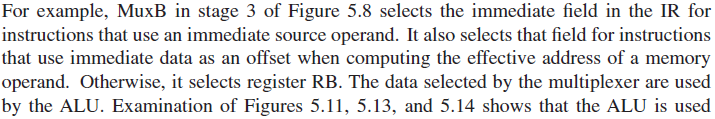 For example, MuxB in stage 3 of Figure 5.8 selects the immediate field in the IR for
instructions that use an immediate source operand. It also selects that field for instructions
that use immediate data as an offset when computing the effective address of a memory
operand. Otherwise, it selects register RB. The data selected by the multiplexer are used
by the ALU. Examination of Figures 5.11, 5.13, and 5.14 shows that the ALU is used